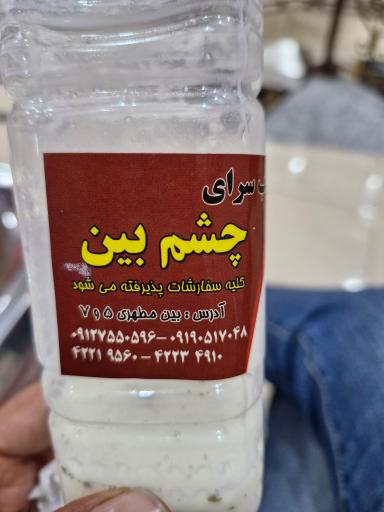 سرای
چشم بین
کلیه سفارشات پذیرفته می شود
آدرس : بین مطهری ۵ و ۷
۰۹۱۲۷۵۵۰۵۹۶ - ۰۹۱۹۰۵۱۷۰۴۸
۴۲۲۱ ۹۵۶۰ - ۴۲۲۳ ۴۹۱۰